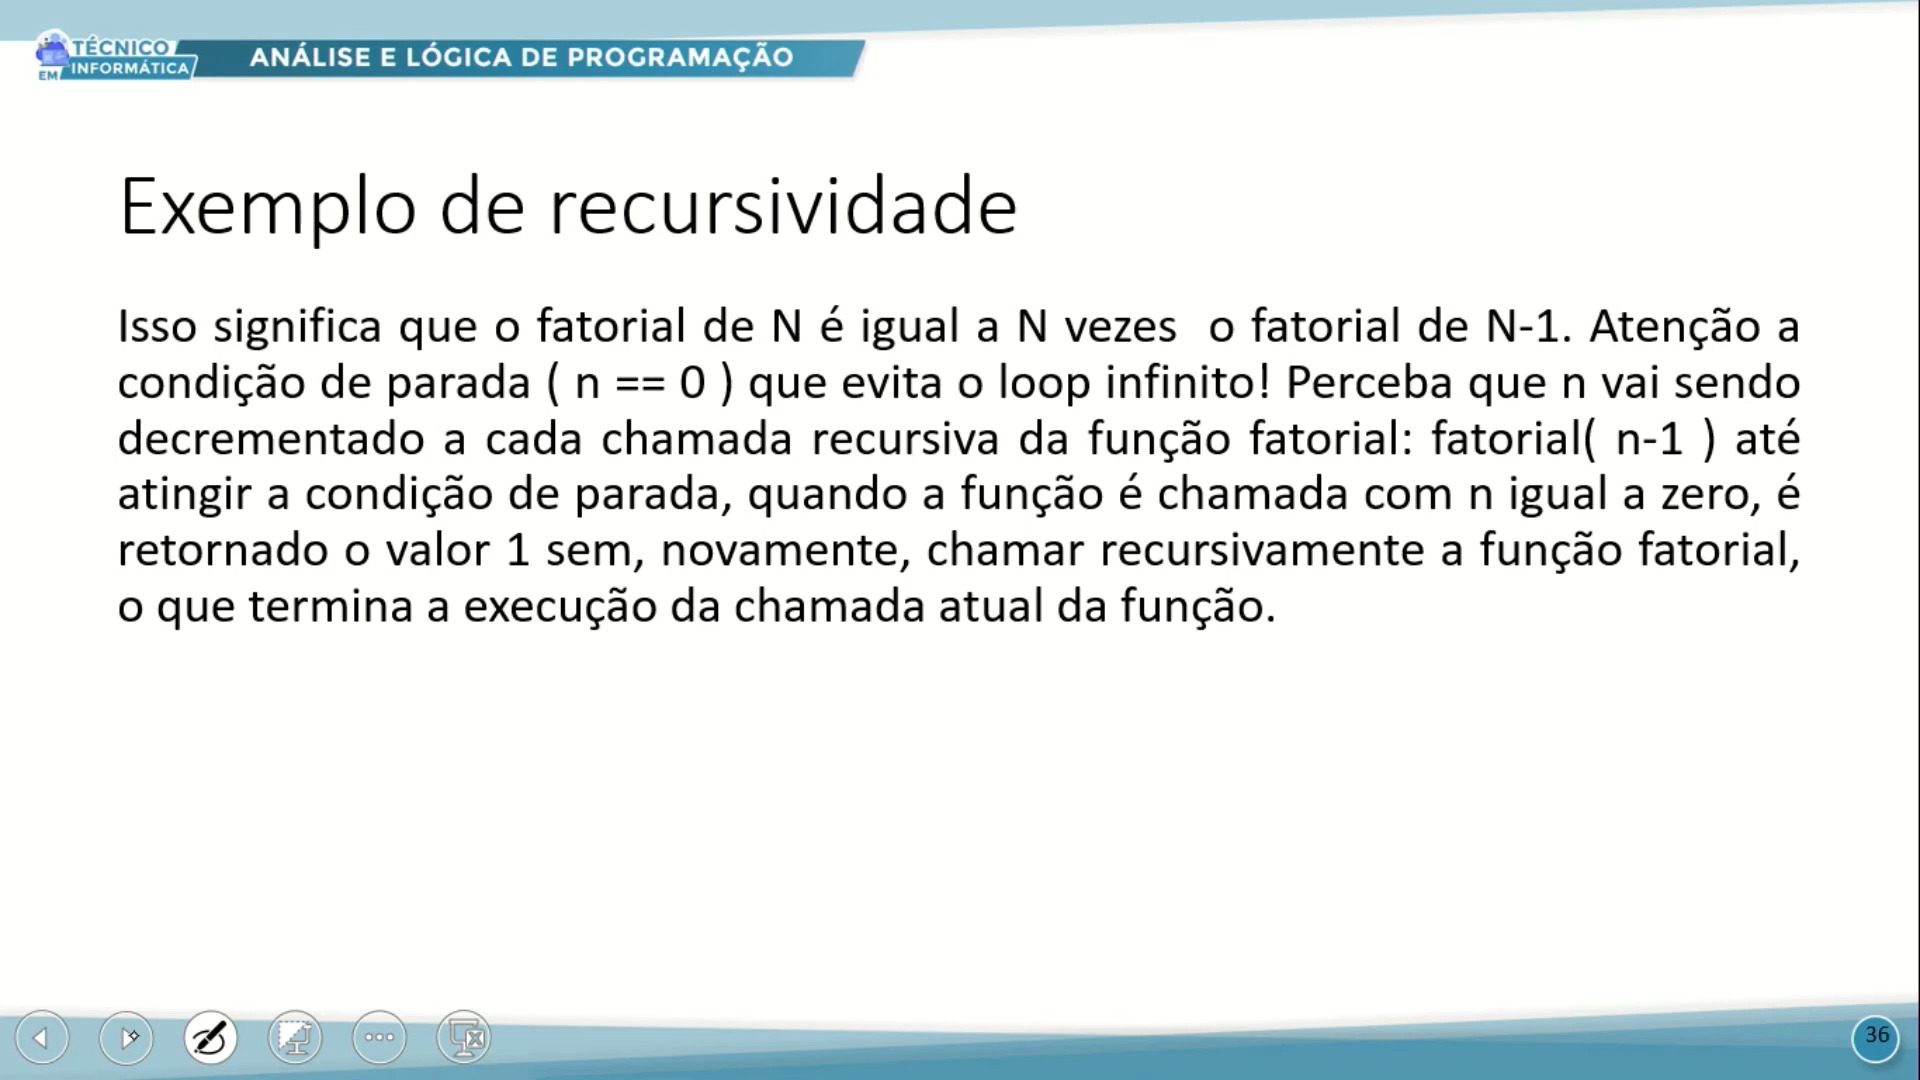 TÉCNICO
EM INFORMÁTICA
ANÁLISE E LÓGICA DE PROGRAMAÇÃO
Exemplo de recursividade
Isso significa que o fatorial de N é igual a N vezes  o fatorial de N-1. Atenção a
condição de parada ( n == 0 ) que evita o loop infinito! Perceba que n vai sendo
decrementado a cada chamada recursiva da função fatorial: fatorial( n-1 ) até
atingir a condição de parada, quando a função é chamada com n igual a zero, é
retornado o valor 1 sem, novamente, chamar recursivamente a função fatorial,
o que termina a execução da chamada atual da função.
36